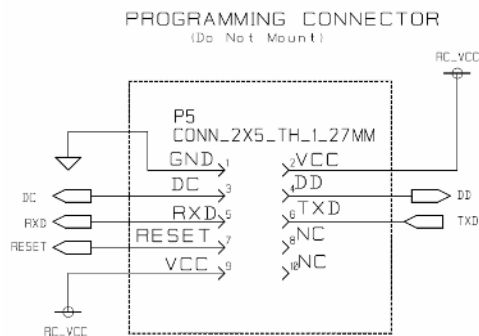 PROGRAMMING CONNECTOR
(Do Not Mount)
RC_VCC
P5
CONN_2X5_TH_1_27MM
GND 1 2 VCC
DC DC 3 4 DD DD
RXD RXD 5 6 TXD TXD
RESET RESET 7 8 NC
VCC 9 10 NC
RC_VCC